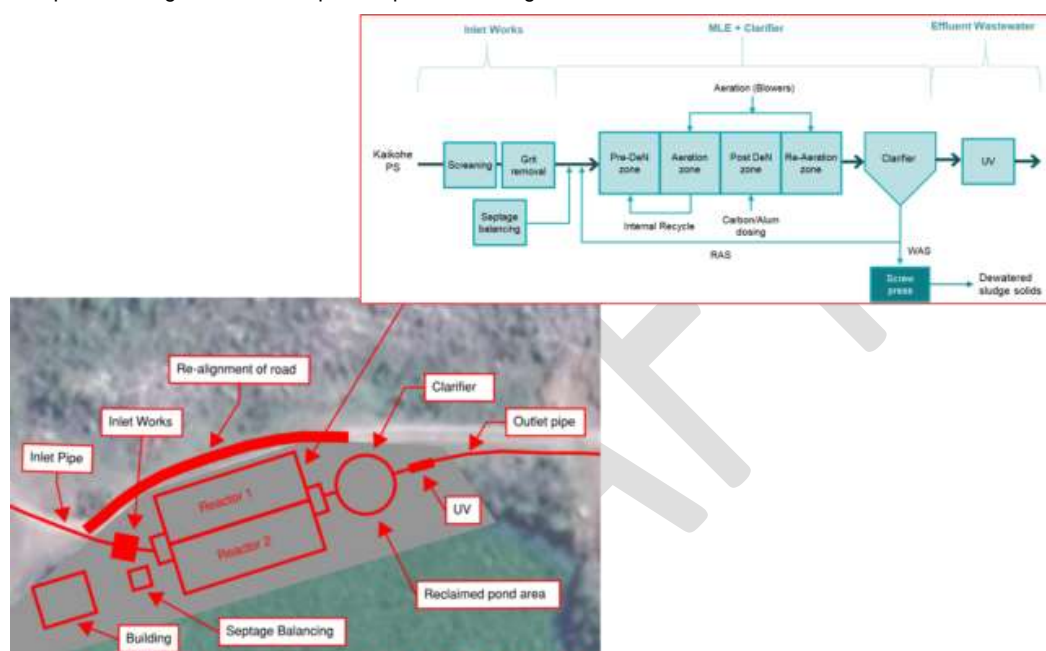 Inlet Works
MLE + Clarifier
Effluent Wastewater
Aeration (Blowers)
Kaikohe
PS
Screening
Grit
removal
Pre-DeN
zone
Aeration
zone
Post DeN
zone
Re-Aeration
zone
Clarifier
UV
Septage
balancing
Internal Recycle
Carbon/Alum
dosing
RAS
WAS
Screw
press
Dewatered
sludge solids
Re-alignment of road
Clarifier
Inlet Works
Outlet pipe
Inlet Pipe
Reactor 1
UV
Reactor 2
Reclaimed pond area
Septage Balancing
Building